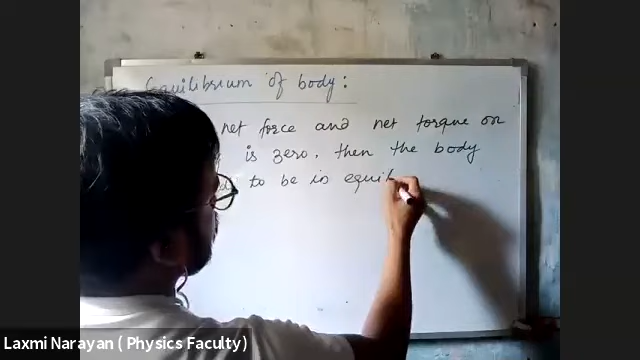 Equilibrium of body:
net force and net torque on
is zero, then the body
to be in equil
Laxmi Narayan ( Physics Faculty)